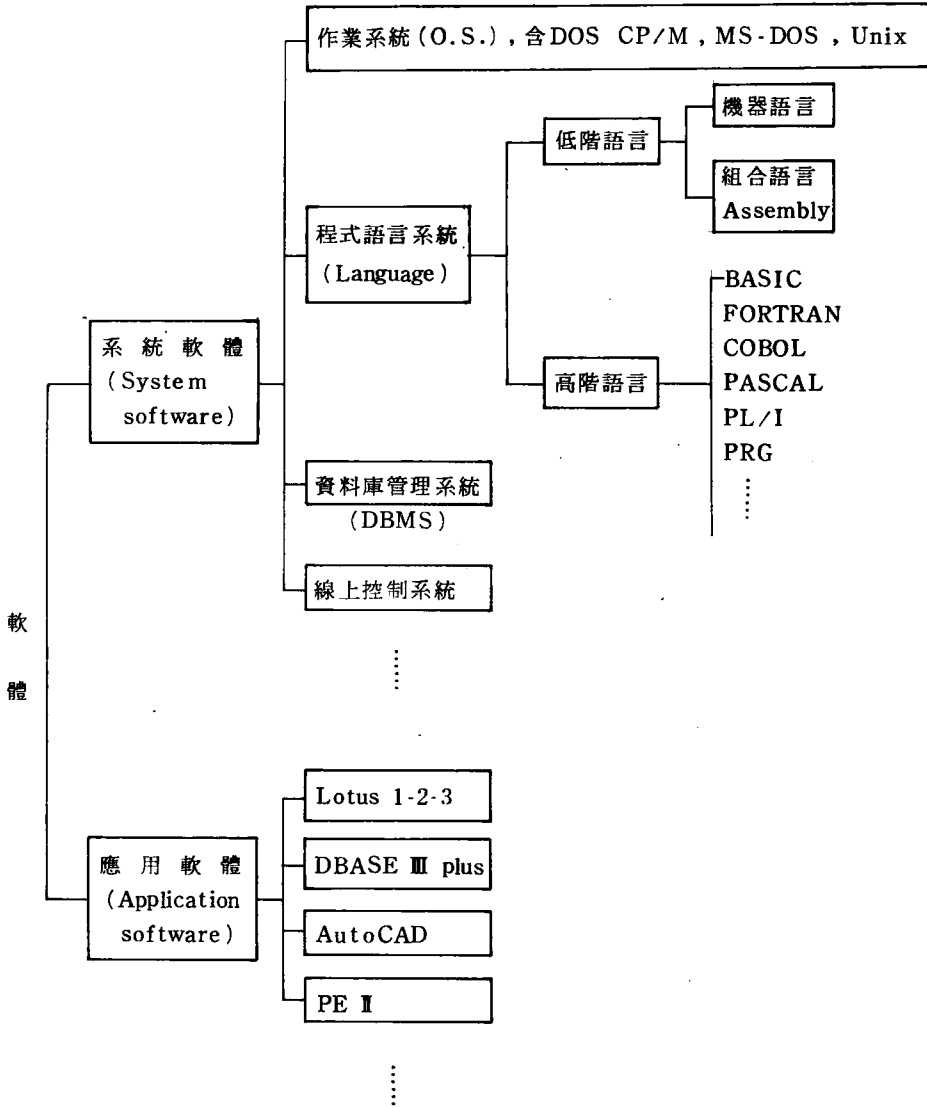 作業系統(O.S.),含DOS CP/M,MS-DOS,Unix
機器語言
低階語言
組合語言
Assembly
程式語言系統
(Language)
BASIC
FORTRAN
COBOL
PASCAL
PL/I
PRG
⋮
高階語言
系統軟體
(System
software)
資料庫管理系統
(DBMS)
線上控制系統
⋮
軟
體
Lotus 1-2-3
DBASE Ⅲ plus
應用軟體
(Application
software)
AutoCAD
PE Ⅱ
⋮